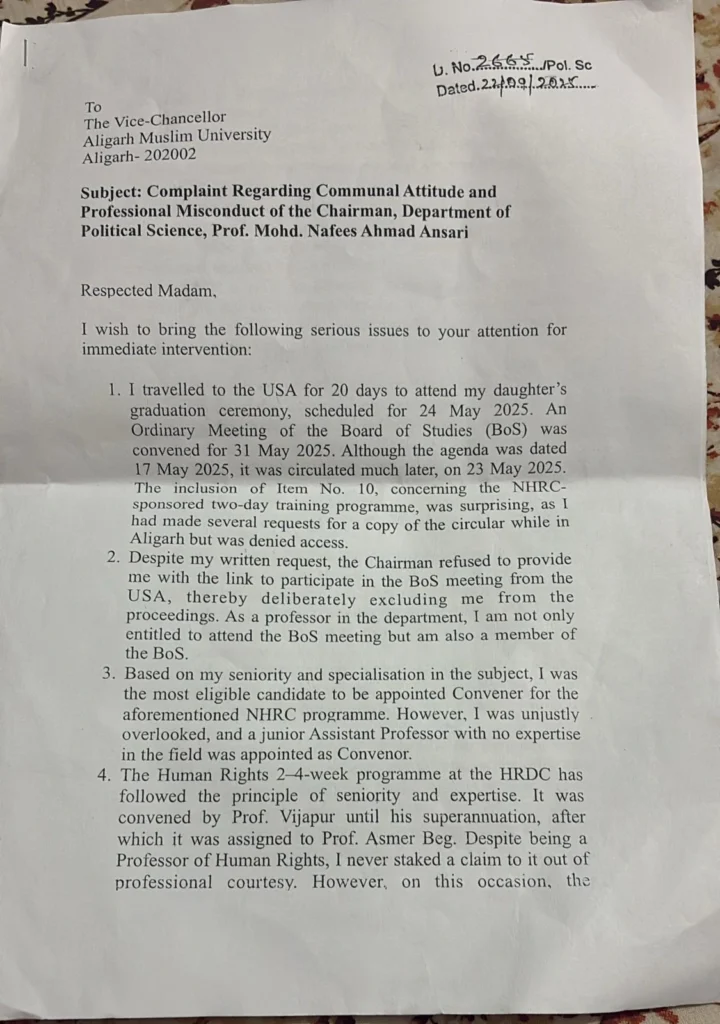 D. No.2665/Pol. Sc
Dated.22/09/2025
To
The Vice-Chancellor
Aligarh Muslim University
Aligarh- 202002
Subject: Complaint Regarding Communal Attitude and
Professional Misconduct of the Chairman, Department of
Political Science, Prof. Mohd. Nafees Ahmad Ansari
Respected Madam,
I wish to bring the following serious issues to your attention for
immediate intervention:
1. I travelled to the USA for 20 days to attend my daughter's
graduation ceremony, scheduled for 24 May 2025. An
Ordinary Meeting of the Board of Studies (BoS) was
convened for 31 May 2025. Although the agenda was dated
17 May 2025, it was circulated much later, on 23 May 2025.
The inclusion of Item No. 10, concerning the NHRC-
sponsored two-day training programme, was surprising, as I
had made several requests for a copy of the circular while in
Aligarh but was denied access.
2. Despite my written request, the Chairman refused to provide
me with the link to participate in the BoS meeting from the
USA, thereby deliberately excluding me from the
proceedings. As a professor in the department, I am not only
entitled to attend the BoS meeting but am also a member of
the BoS.
3. Based on my seniority and specialisation in the subject, I was
the most eligible candidate to be appointed Convener for the
aforementioned NHRC programme. However, I was unjustly
overlooked, and a junior Assistant Professor with no expertise
in the field was appointed as Convenor.
4. The Human Rights 2–4-week programme at the HRDC has
followed the principle of seniority and expertise. It was
convened by Prof. Vijapur until his superannuation, after
which it was assigned to Prof. Asmer Beg. Despite being a
Professor of Human Rights, I never staked a claim to it out of
professional courtesy. However, on this occasion, the